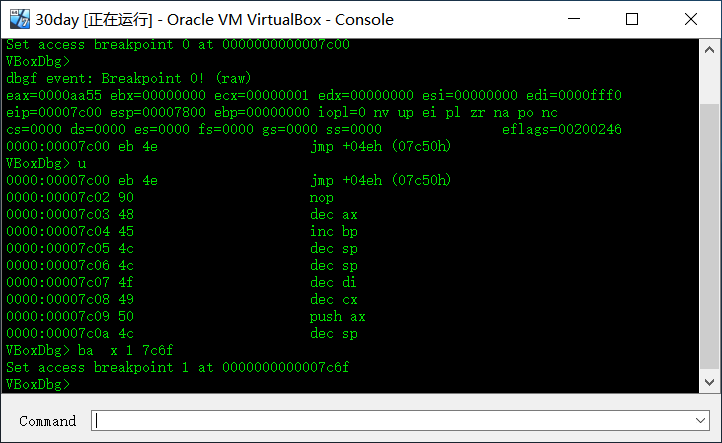 30day [正在运行] - Oracle VM VirtualBox - Console
Set access breakpoint 0 at 0000000000007c00
VBoxDbg>
dbgf event: Breakpoint 0! (raw)
eax=0000aa55 ebx=00000000 ecx=00000001 edx=00000000 esi=00000000 edi=0000fff0
eip=00007c00 esp=00007800 ebp=00000000 iopl=0 nv up ei pl zr na po nc
cs=0000 ds=0000 es=0000 fs=0000 gs=0000 ss=0000               eflags=00200246
0000:00007c00 eb 4e                   jmp +04eh (07c50h)
VBoxDbg> u
0000:00007c00 eb 4e                   jmp +04eh (07c50h)
0000:00007c02 90                      nop
0000:00007c03 48                      dec ax
0000:00007c04 45                      inc bp
0000:00007c05 4c                      dec sp
0000:00007c06 4c                      dec sp
0000:00007c07 4f                      dec di
0000:00007c08 49                      dec cx
0000:00007c09 50                      push ax
0000:00007c0a 4c                      dec sp
VBoxDbg> ba  x 1 7c6f
Set access breakpoint 1 at 0000000000007c6f
VBoxDbg>
Command